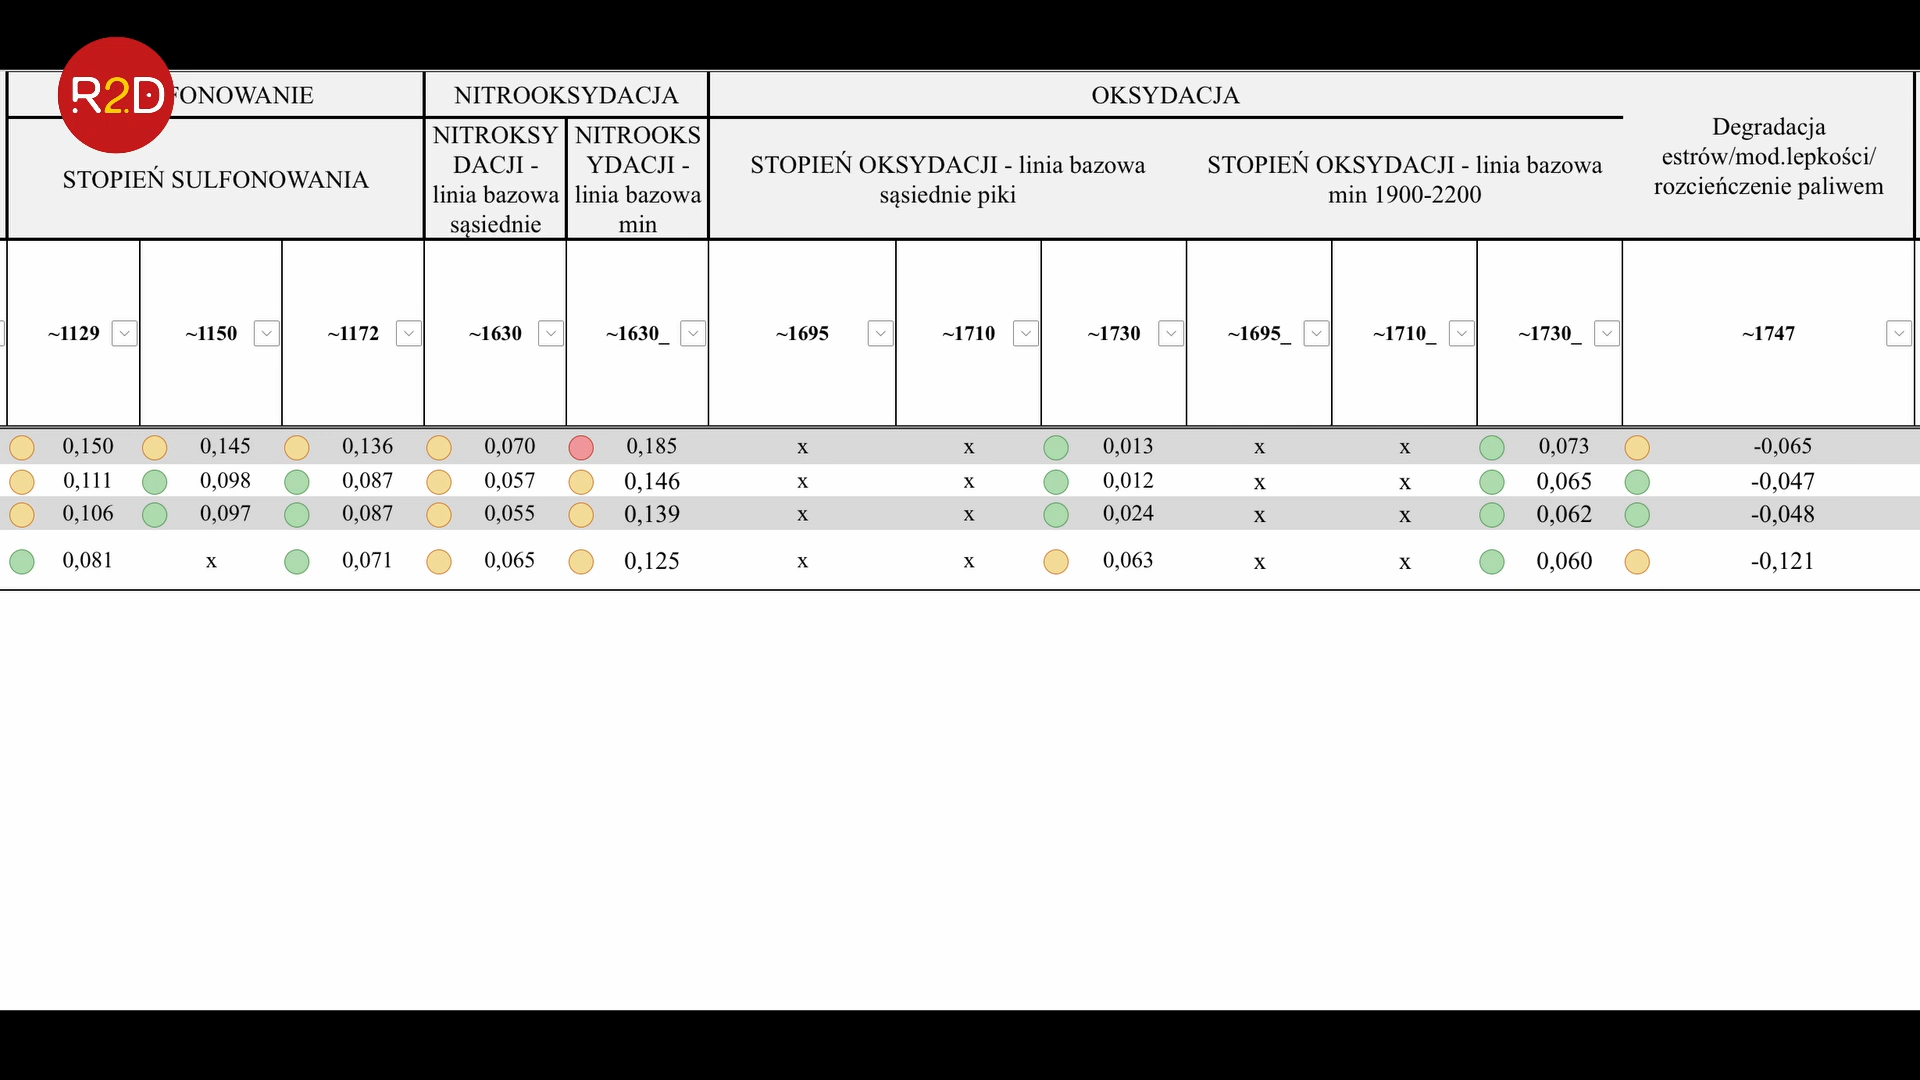 R2D
FONOWANIE NITROOKSYDACJA OKSYDACJA
STOPIEŃ SULFONOWANIA
NITROKSY
DACJI -
linia bazowa
sąsiednie
NITROOKS
YDACJI -
linia bazowa
min
STOPIEŃ OKSYDACJI - linia bazowa
sąsiednie piki
STOPIEŃ OKSYDACJI - linia bazowa
min 1900-2200
Degradacja
estrów/mod.lepkości/
rozcieńczenie paliwem
~1129 ~1150 ~1172 ~1630 ~1630_ ~1695 ~1710 ~1730 ~1695_ ~1710_ ~1730_ ~1747
0,150 0,145 0,136 0,070 0,185 x x 0,013 x x 0,073 -0,065
0,111 0,098 0,087 0,057 0,146 x x 0,012 x x 0,065 -0,047
0,106 0,097 0,087 0,055 0,139 x x 0,024 x x 0,062 -0,048
0,081 x 0,071 0,065 0,125 x x 0,063 x x 0,060 -0,121